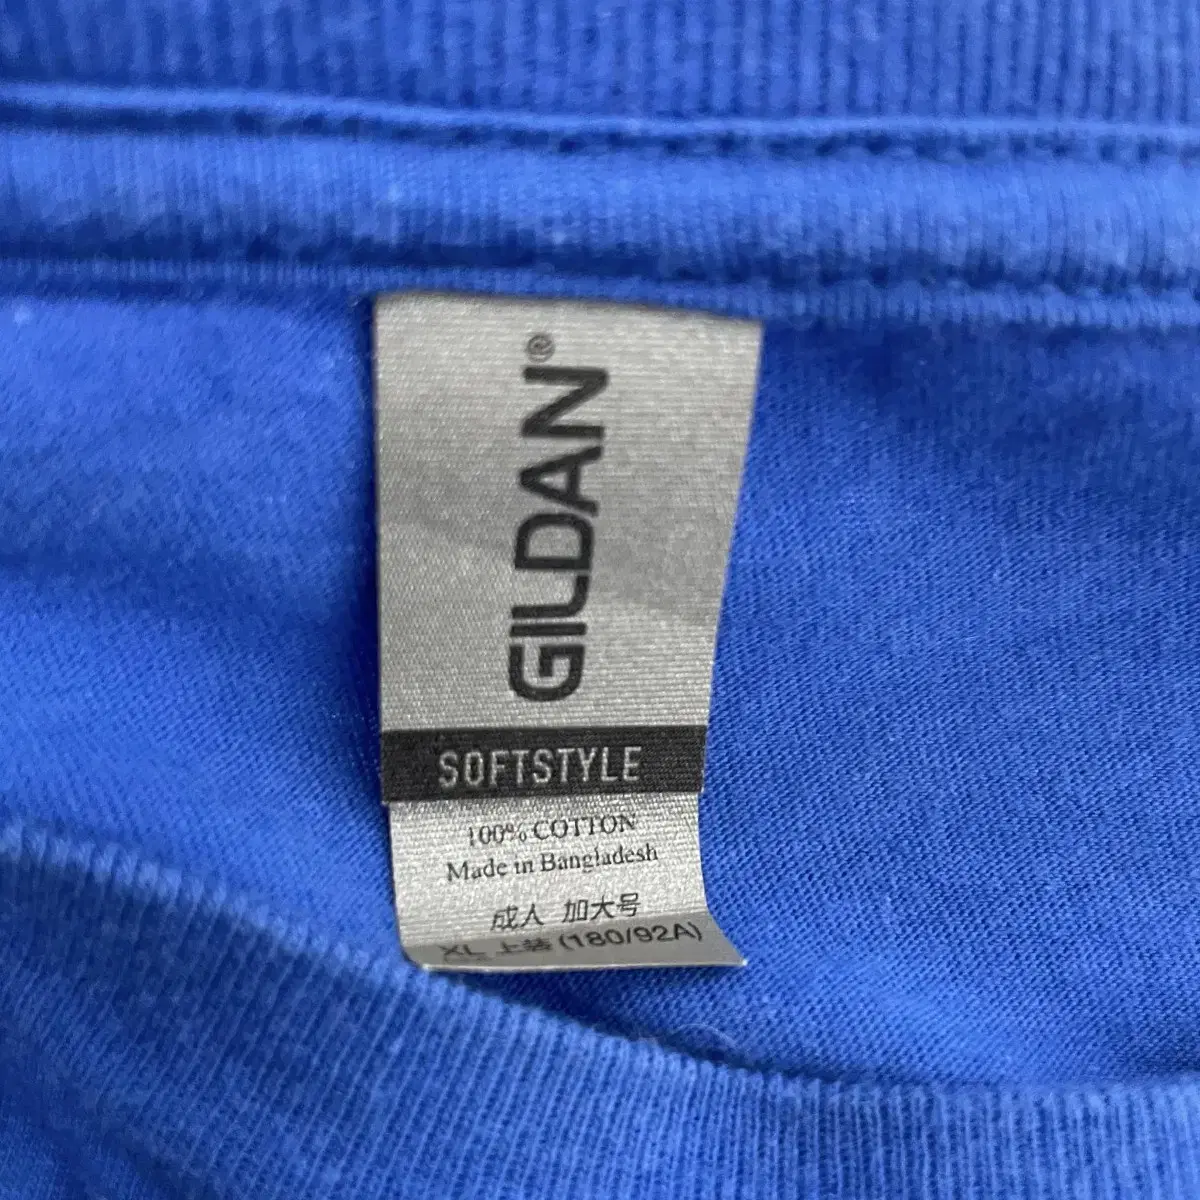 GILDAN®
SOFTSTYLE
100% COTTON
Made in Bangladesh
成人 加大号
XL 上装(180/92A)